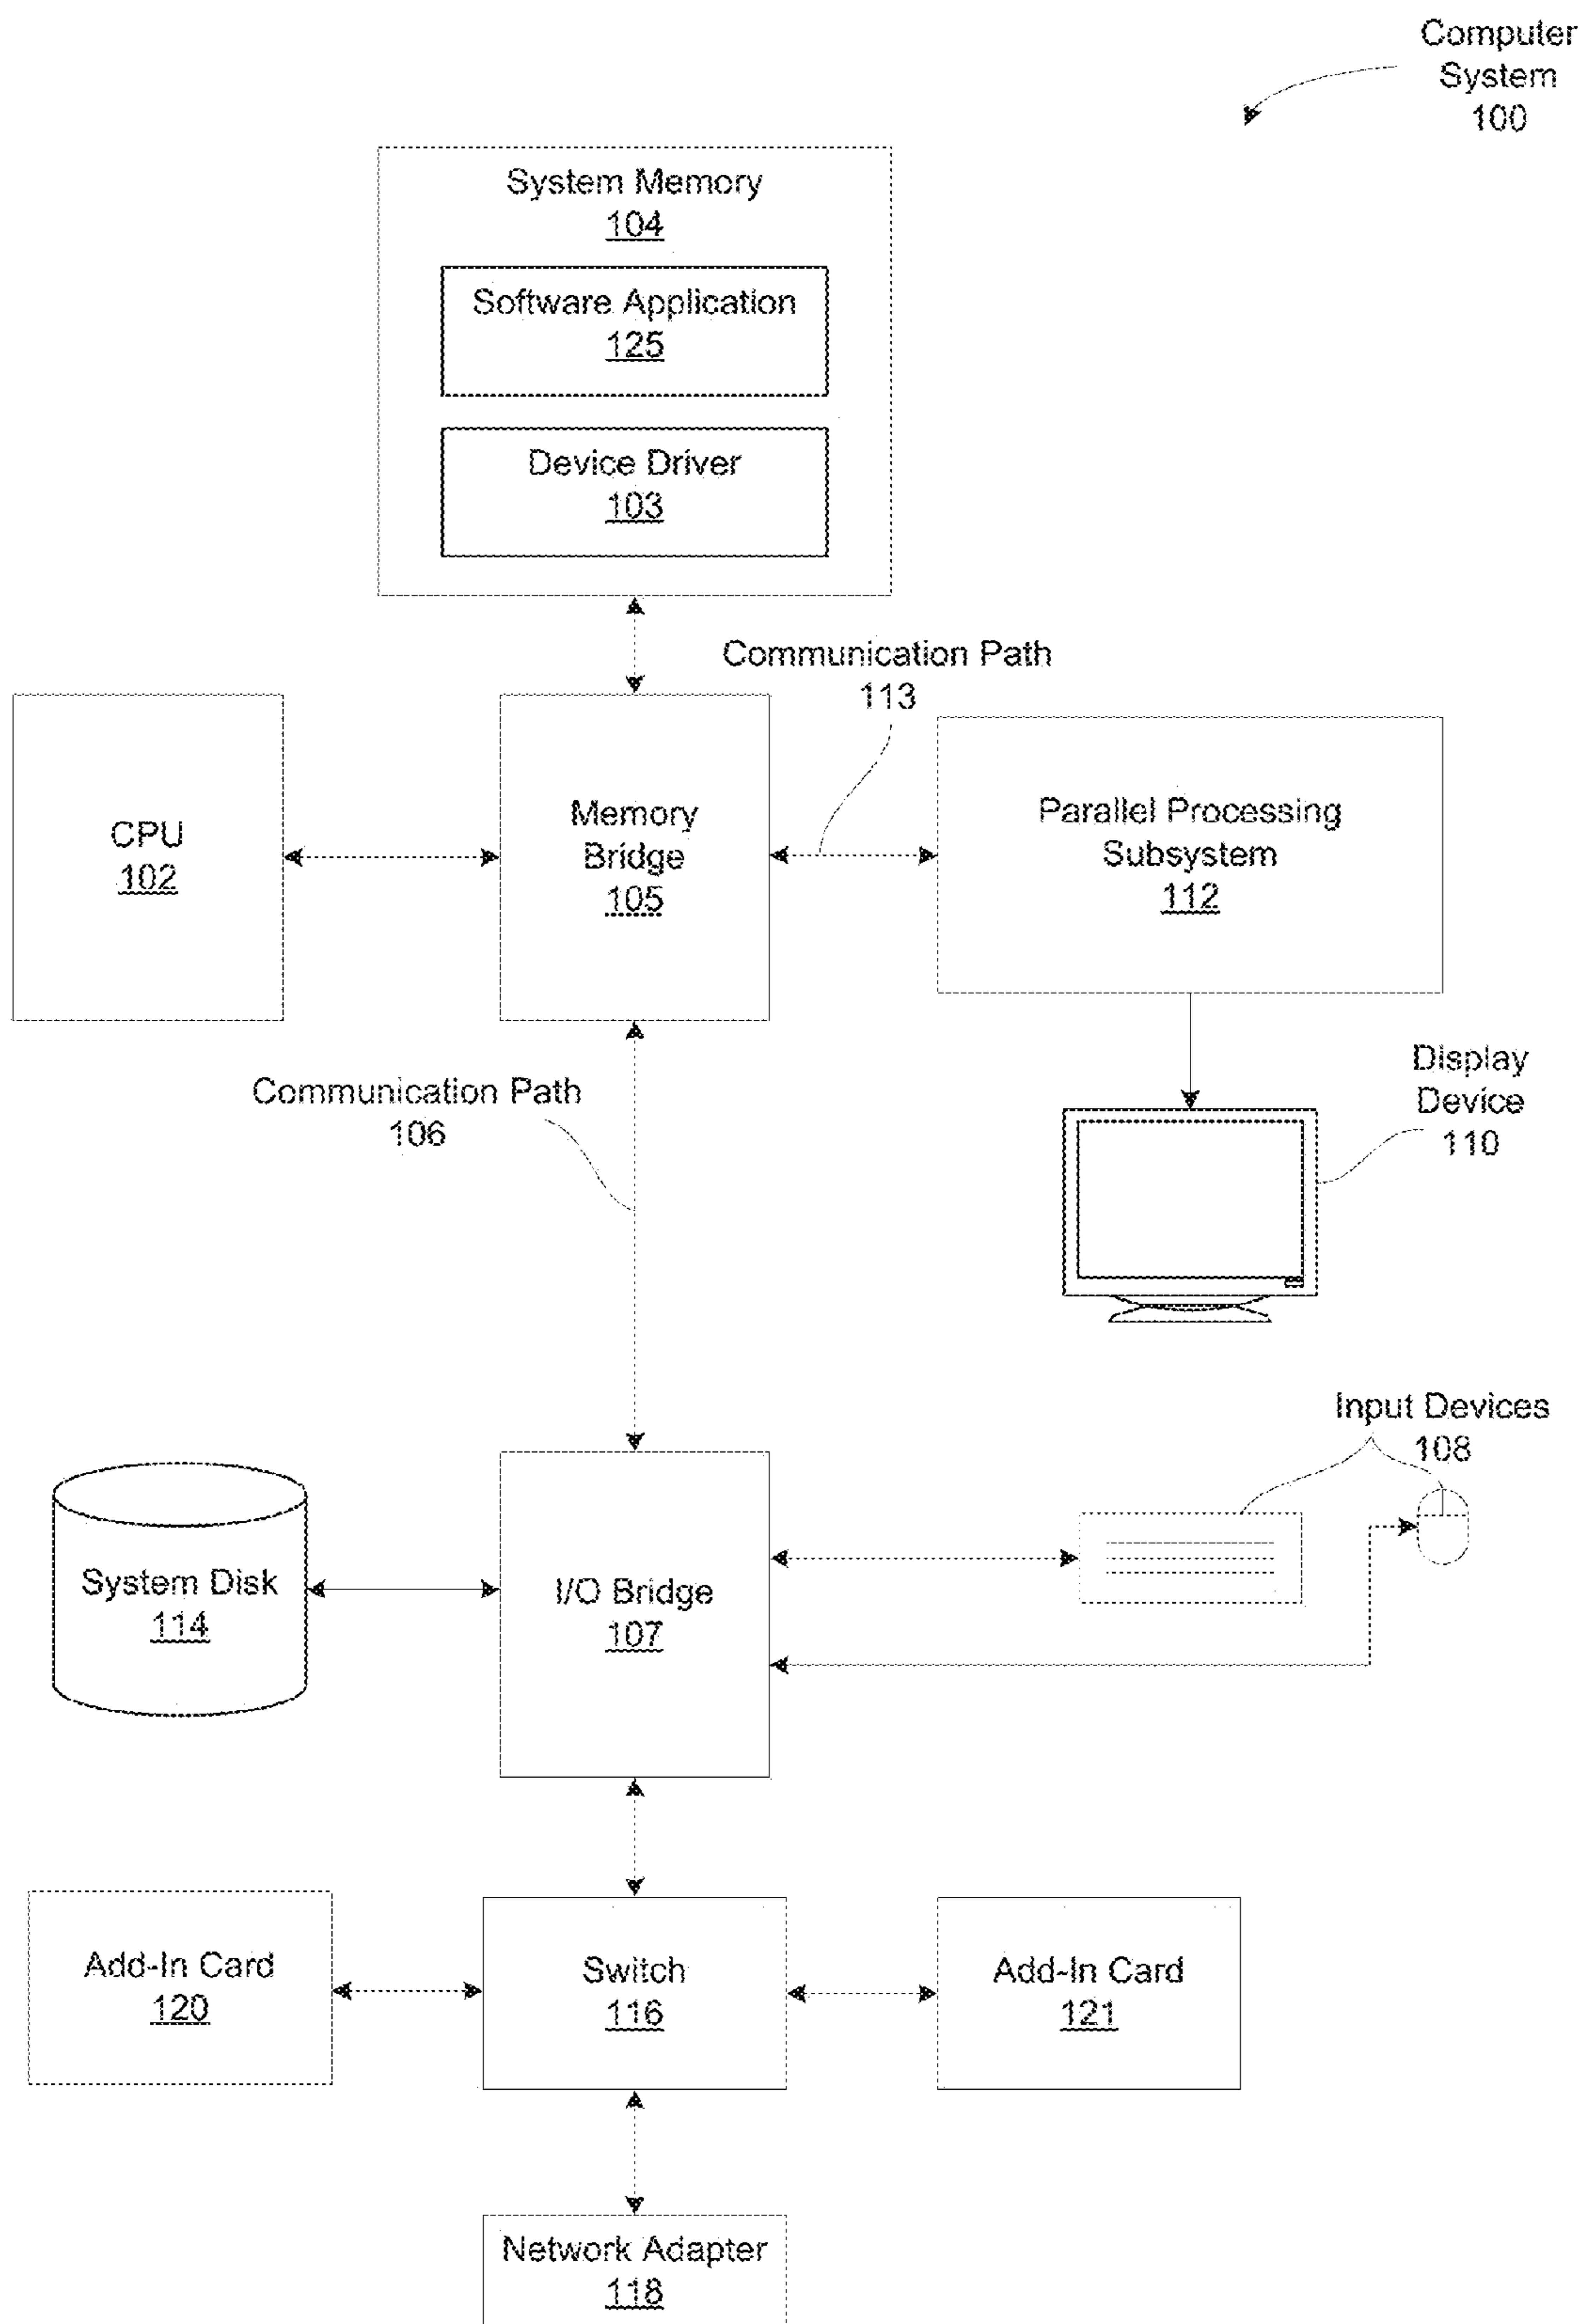 Computer
System
100
System Memory
104
Software Application
125
Device Driver
103
Communication Path
113
CPU
102
Memory
Bridge
105
Parallel Processing
Subsystem
112
Communication Path
106
Display
Device
110
Input Devices
108
System Disk
114
I/O Bridge
107
Add-In Card
120
Switch
116
Add-In Card
121
Network Adapter
118